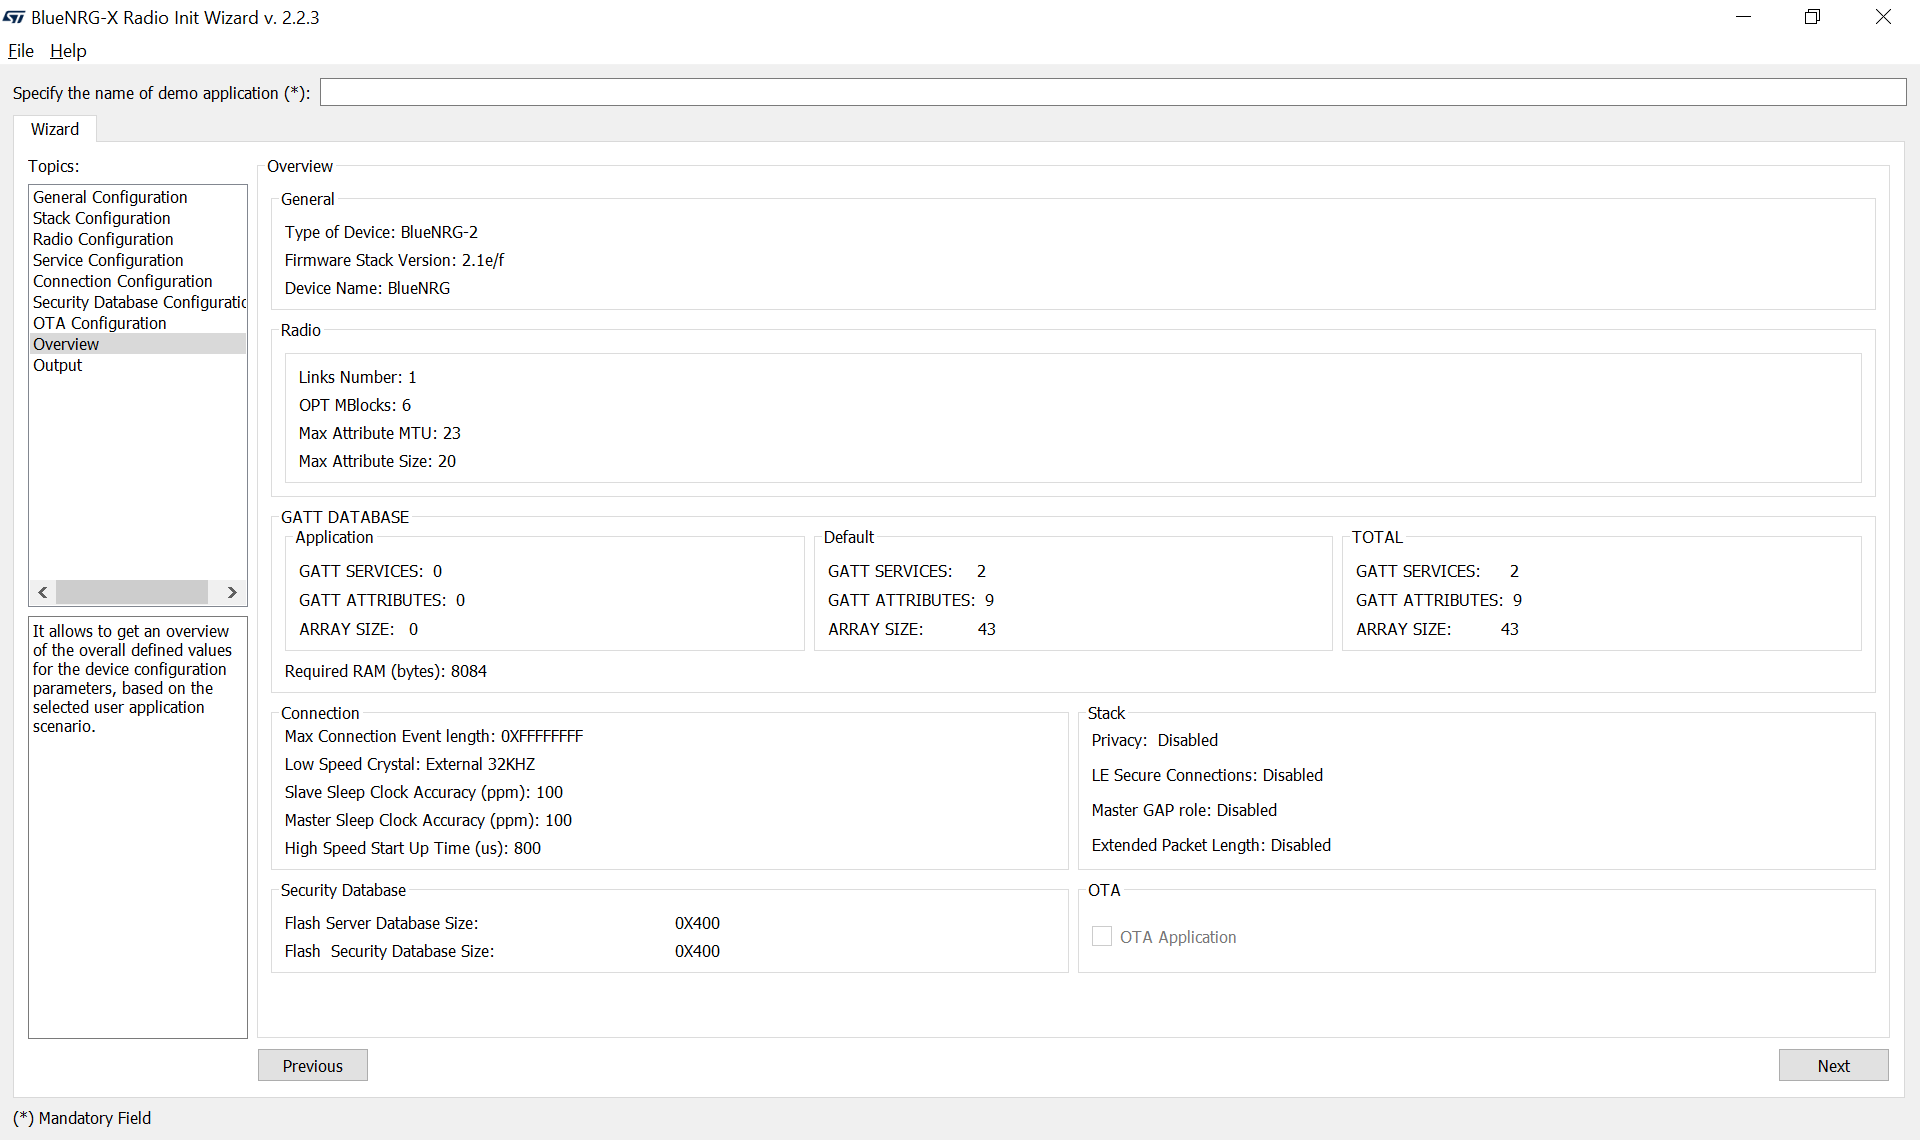 BlueNRG-X Radio Init Wizard v. 2.2.3
File Help
Specify the name of demo application (*):
Wizard
Topics:
General Configuration
Stack Configuration
Radio Configuration
Service Configuration
Connection Configuration
Security Database Configuratic
OTA Configuration
Overview
Output
It allows to get an overview
of the overall defined values
for the device configuration
parameters, based on the
selected user application
scenario.
Overview
General
Type of Device: BlueNRG-2
Firmware Stack Version: 2.1e/f
Device Name: BlueNRG
Radio
Links Number: 1
OPT MBlocks: 6
Max Attribute MTU: 23
Max Attribute Size: 20
GATT DATABASE
Application
GATT SERVICES: 0
GATT ATTRIBUTES: 0
ARRAY SIZE: 0
Default
GATT SERVICES: 2
GATT ATTRIBUTES: 9
ARRAY SIZE: 43
TOTAL
GATT SERVICES: 2
GATT ATTRIBUTES: 9
ARRAY SIZE: 43
Required RAM (bytes): 8084
Connection
Max Connection Event length: 0XFFFFFFFF
Low Speed Crystal: External 32KHZ
Slave Sleep Clock Accuracy (ppm): 100
Master Sleep Clock Accuracy (ppm): 100
High Speed Start Up Time (us): 800
Stack
Privacy: Disabled
LE Secure Connections: Disabled
Master GAP role: Disabled
Extended Packet Length: Disabled
Security Database
Flash Server Database Size: 0X400
Flash Security Database Size: 0X400
OTA
OTA Application
Previous
Next
(*) Mandatory Field